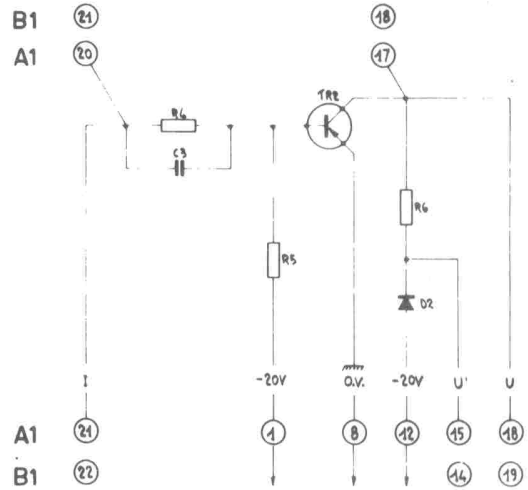 B1 21 18
A1 20 17
TR2
R4
C3
R6
R5
D2
I -20V 0.V. -20V U' U
A1 21 1 8 12 15 18
B1 22 14 19